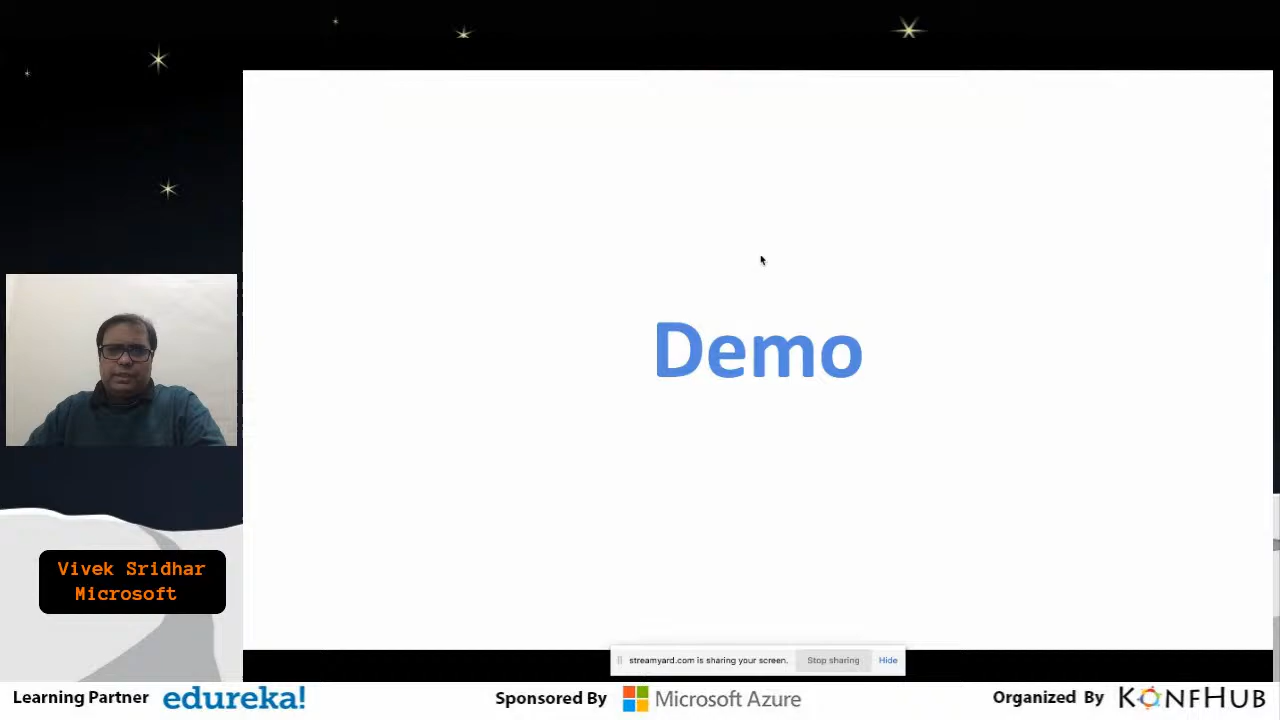 Demo
Vivek Sridhar
Microsoft
streamyard.com is sharing your screen. Stop sharing Hide
Learning Partner edureka! Sponsored By Microsoft Azure Organized By KONFHUB